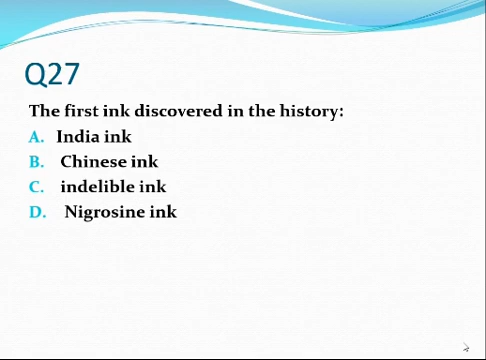 Q27
The first ink discovered in the history:
A. India ink
B. Chinese ink
C. indelible ink
D. Nigrosine ink